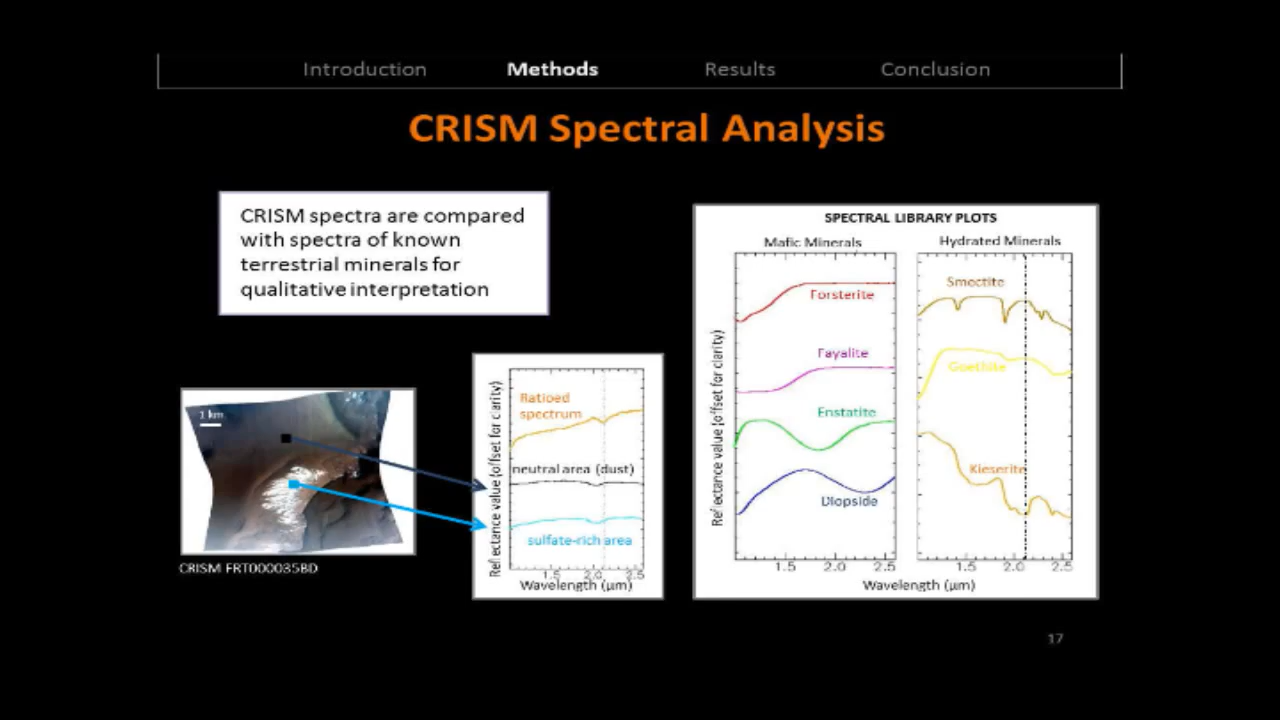 Introduction Methods Results Conclusion
CRISM Spectral Analysis
CRISM spectra are compared
with spectra of known
terrestrial minerals for
qualitative interpretation
1 km
CRISM FRT000035BD
Reflectance value (offset for clarity)
Ratioed
spectrum
neutral area (dust)
sulfate-rich area
1.5 2.0 2.5
Wavelength (µm)
SPECTRAL LIBRARY PLOTS
Mafic Minerals Hydrated Minerals
Reflectance value (offset for clarity)
Forsterite
Fayalite
Enstatite
Diopside
Smectite
Goethite
Kieserite
1.5 2.0 2.5 1.5 2.0 2.5
Wavelength (µm)
17